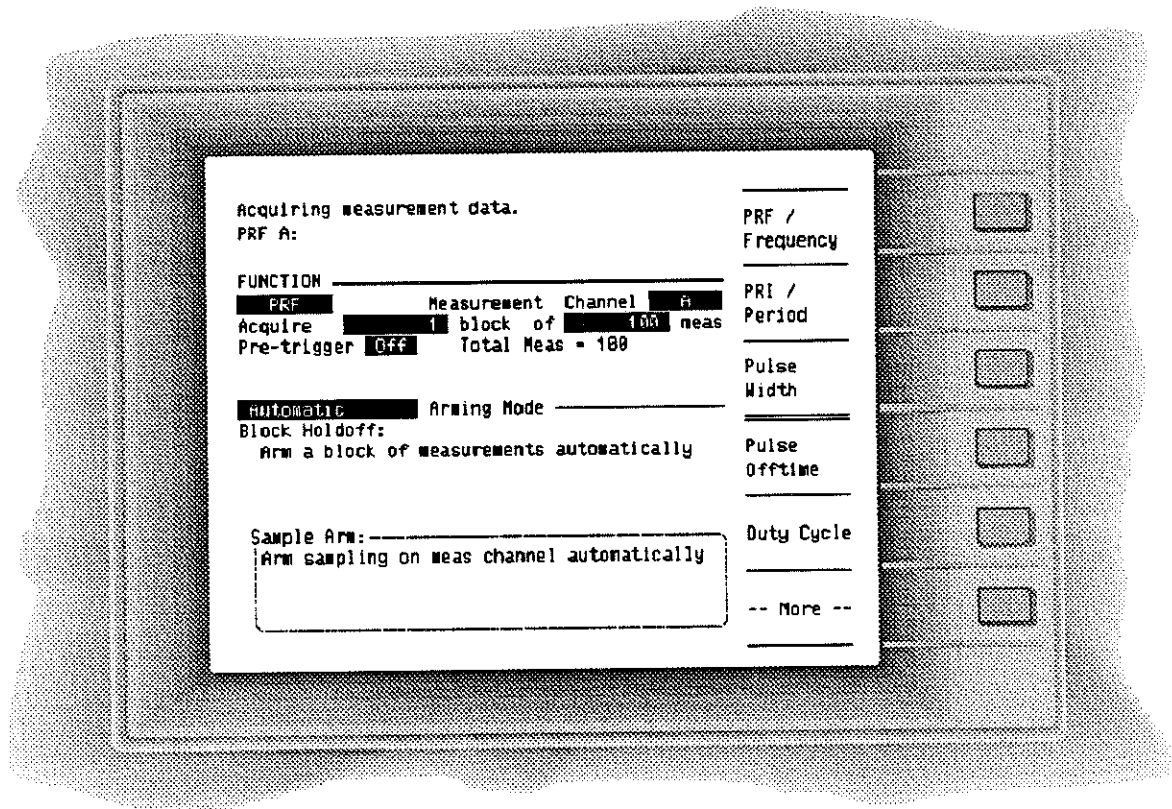 Acquiring measurement data.
PRF A:
FUNCTION
PRF Measurement Channel A
Acquire 1 block of 100 meas
Pre-trigger Off Total Meas = 100
Automatic Arming Mode
Block Holdoff:
Arm a block of measurements automatically
Sample Arm:
Arm sampling on meas channel automatically
PRF /
Frequency
PRI /
Period
Pulse
Width
Pulse
Offtime
Duty Cycle
-- More --